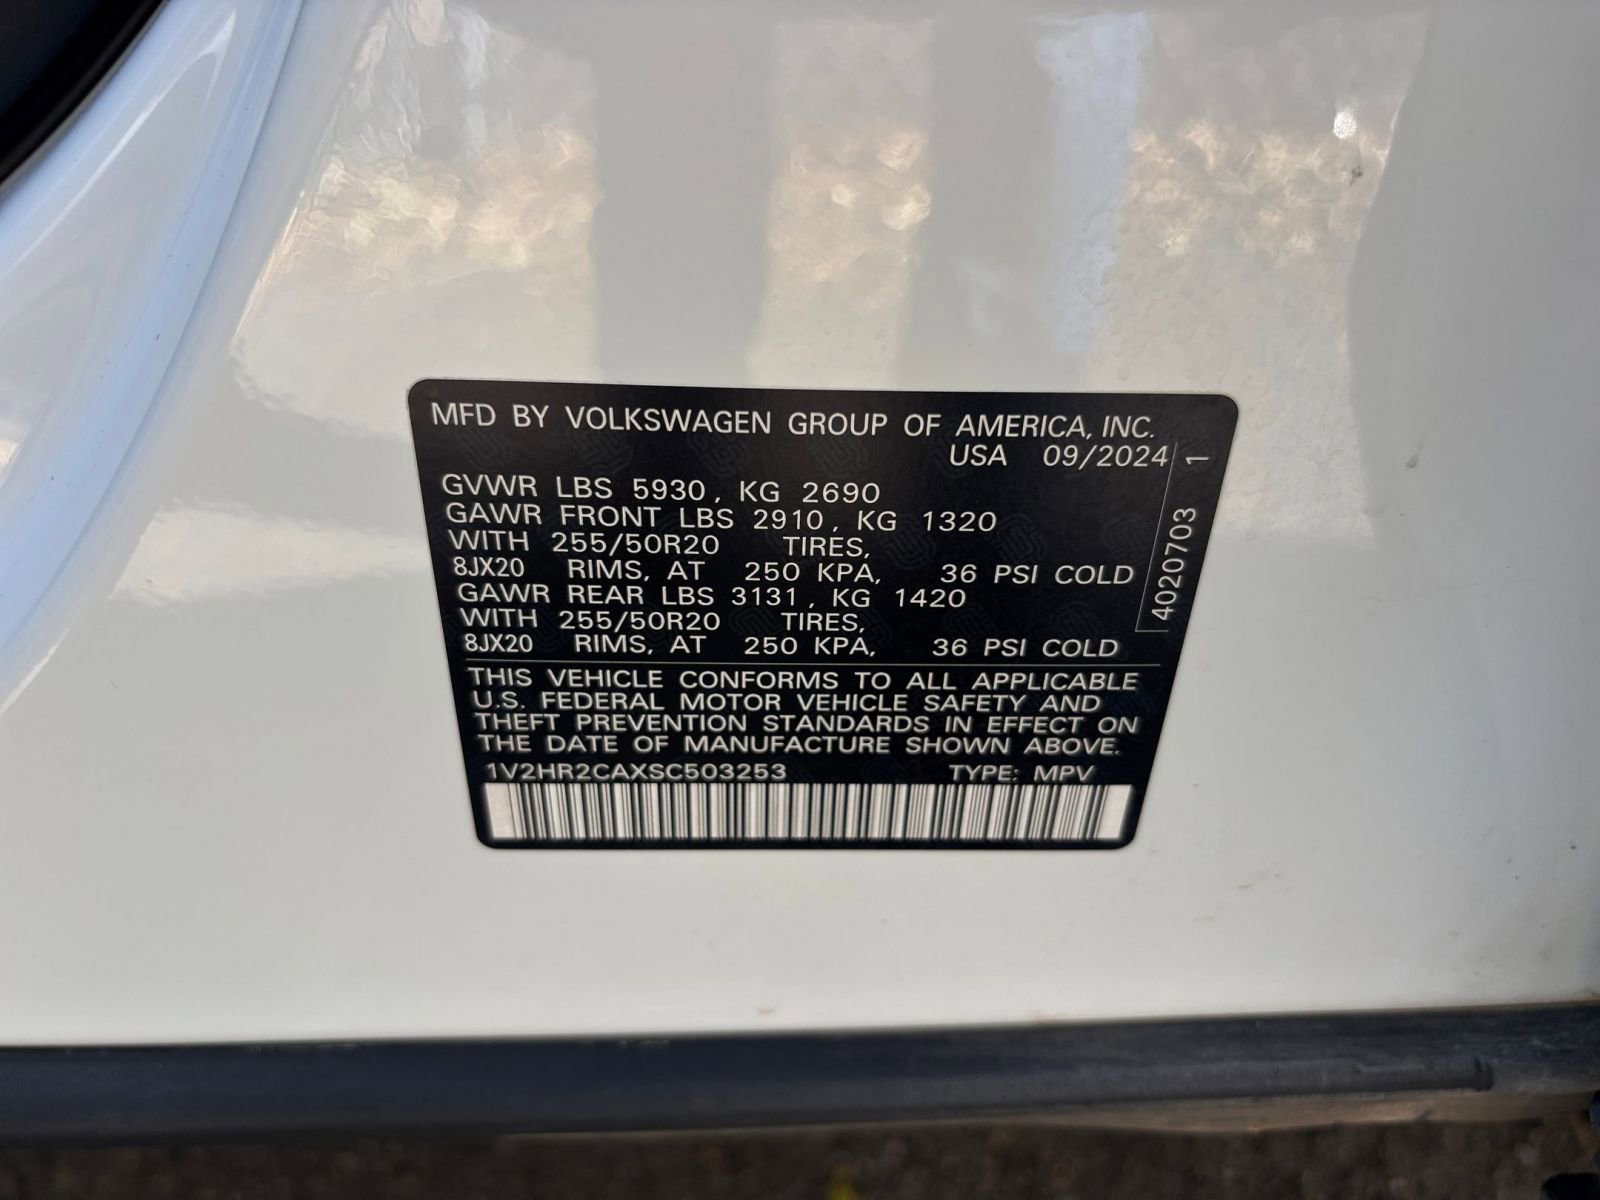 MFD BY VOLKSWAGEN GROUP OF AMERICA, INC.
USA 09/2024
GVWR LBS 5930, KG 2690
GAWR FRONT LBS 2910, KG 1320
WITH 255/50R20 TIRES,
8JX20 RIMS, AT 250 KPA, 36 PSI COLD
GAWR REAR LBS 3131, KG 1420
WITH 255/50R20 TIRES,
8JX20 RIMS, AT 250 KPA, 36 PSI COLD
4020703 1
THIS VEHICLE CONFORMS TO ALL APPLICABLE
U.S. FEDERAL MOTOR VEHICLE SAFETY AND
THEFT PREVENTION STANDARDS IN EFFECT ON
THE DATE OF MANUFACTURE SHOWN ABOVE.
1V2HR2CAXSC503253 TYPE: MPV